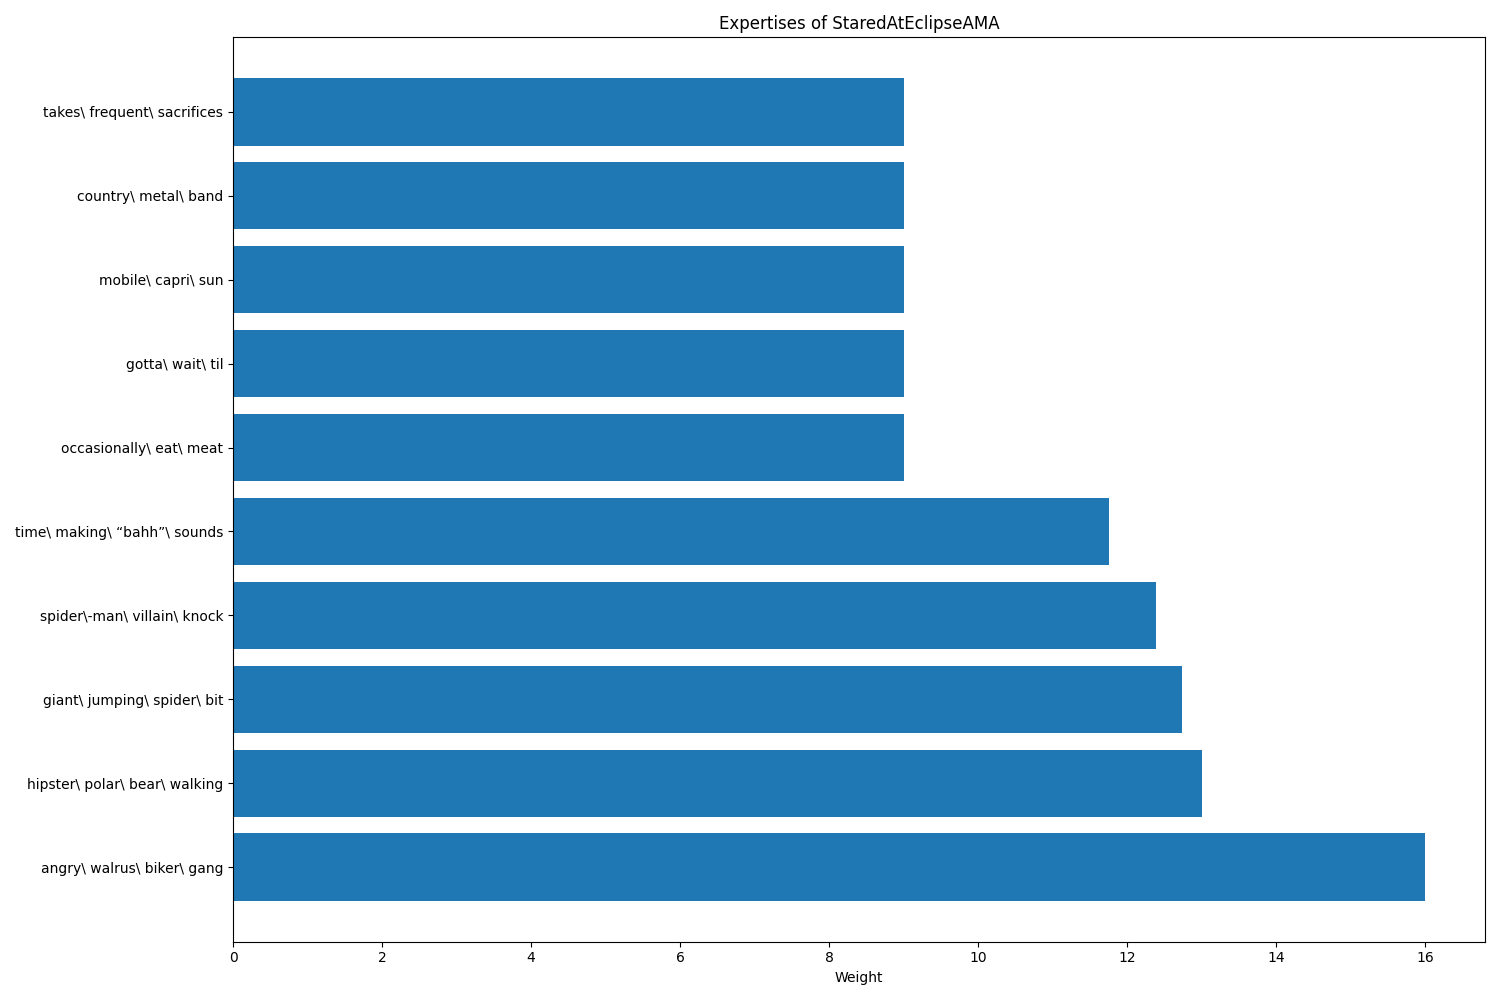 Expertises of StaredAtEclipseAMA
takes\ frequent\ sacrifices
country\ metal\ band
mobile\ capri\ sun
gotta\ wait\ til
occasionally\ eat\ meat
time\ making\ “bahh”\ sounds
spider\-man\ villain\ knock
giant\ jumping\ spider\ bit
hipster\ polar\ bear\ walking
angry\ walrus\ biker\ gang
0 2 4 6 8 10 12 14 16
Weight